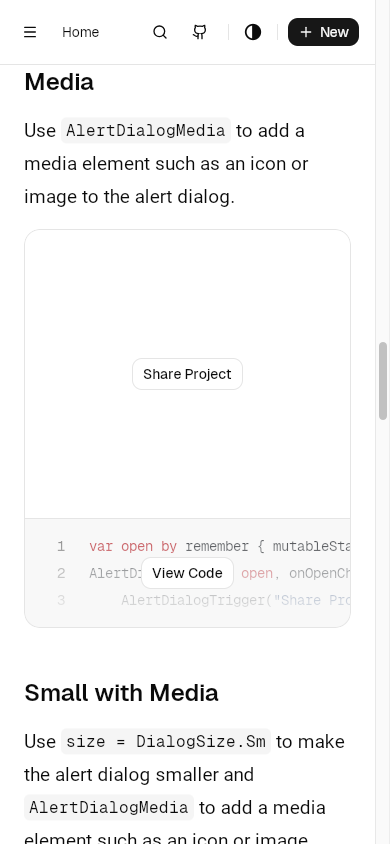 Home
New
Media
Use AlertDialogMedia to add a
media element such as an icon or
image to the alert dialog.
Share Project
1 var open by remember { mutableSta
2 AlertDi open, onOpenCh
View Code
3 AlertDialogTrigger("Share Pro
Small with Media
Use size = DialogSize.Sm to make
the alert dialog smaller and
AlertDialogMedia to add a media
element such as an icon or image